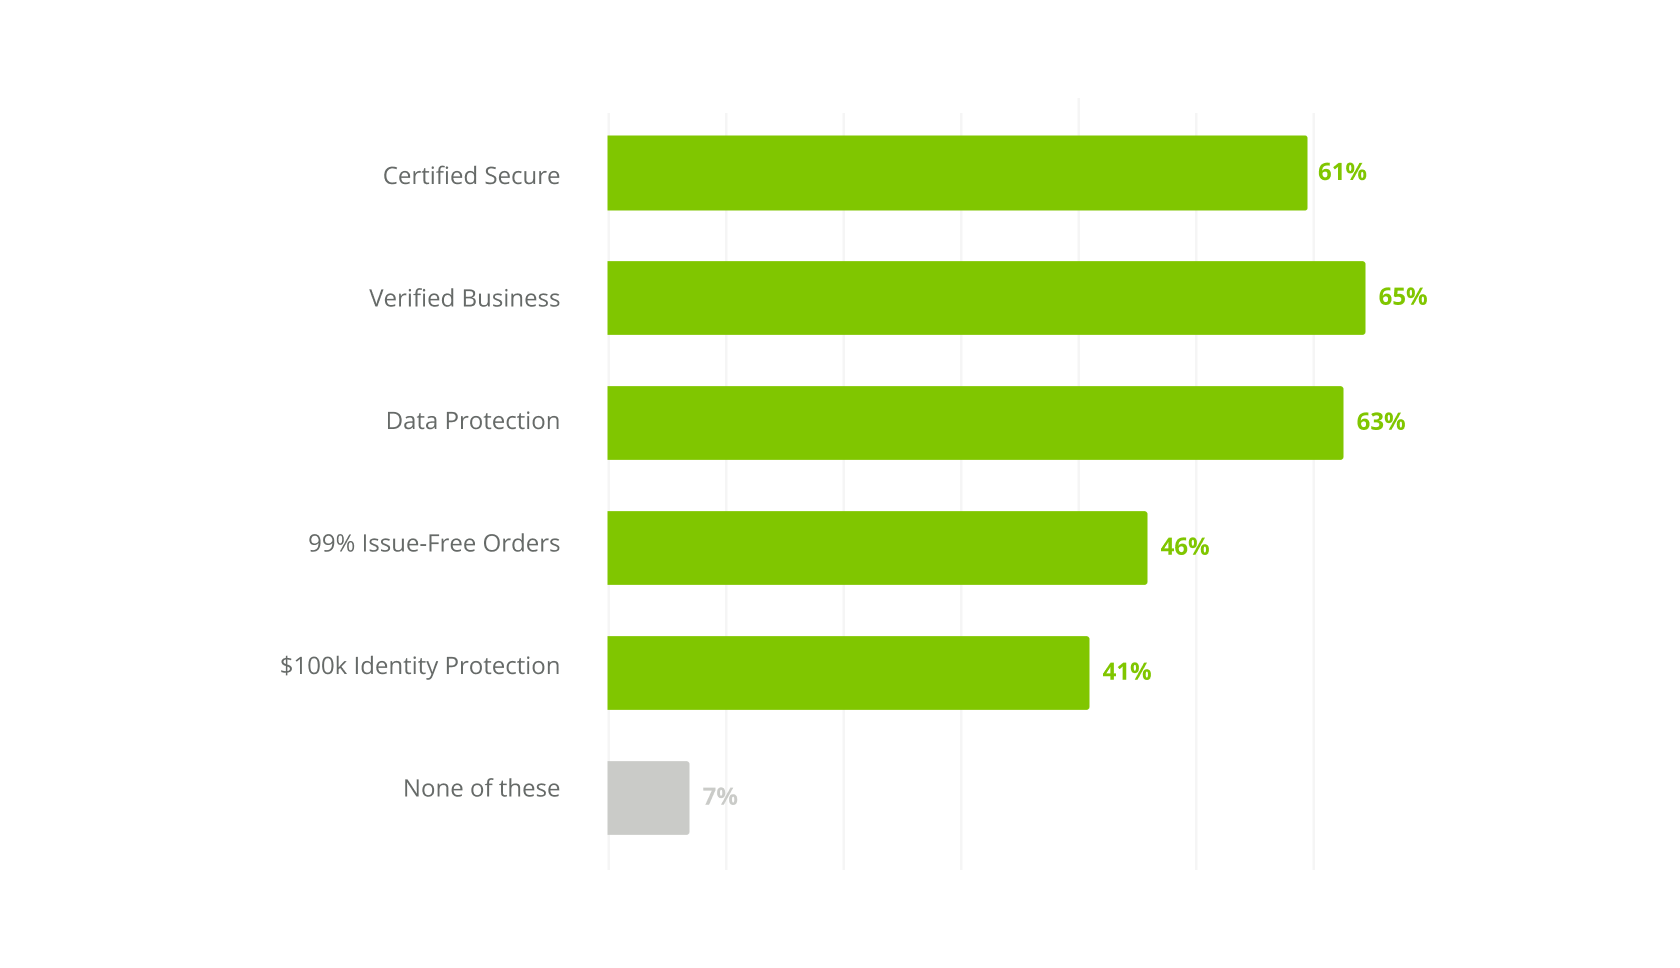 Certified Secure 61%
Verified Business 65%
Data Protection 63%
99% Issue-Free Orders 46%
$100k Identity Protection 41%
None of these 7%